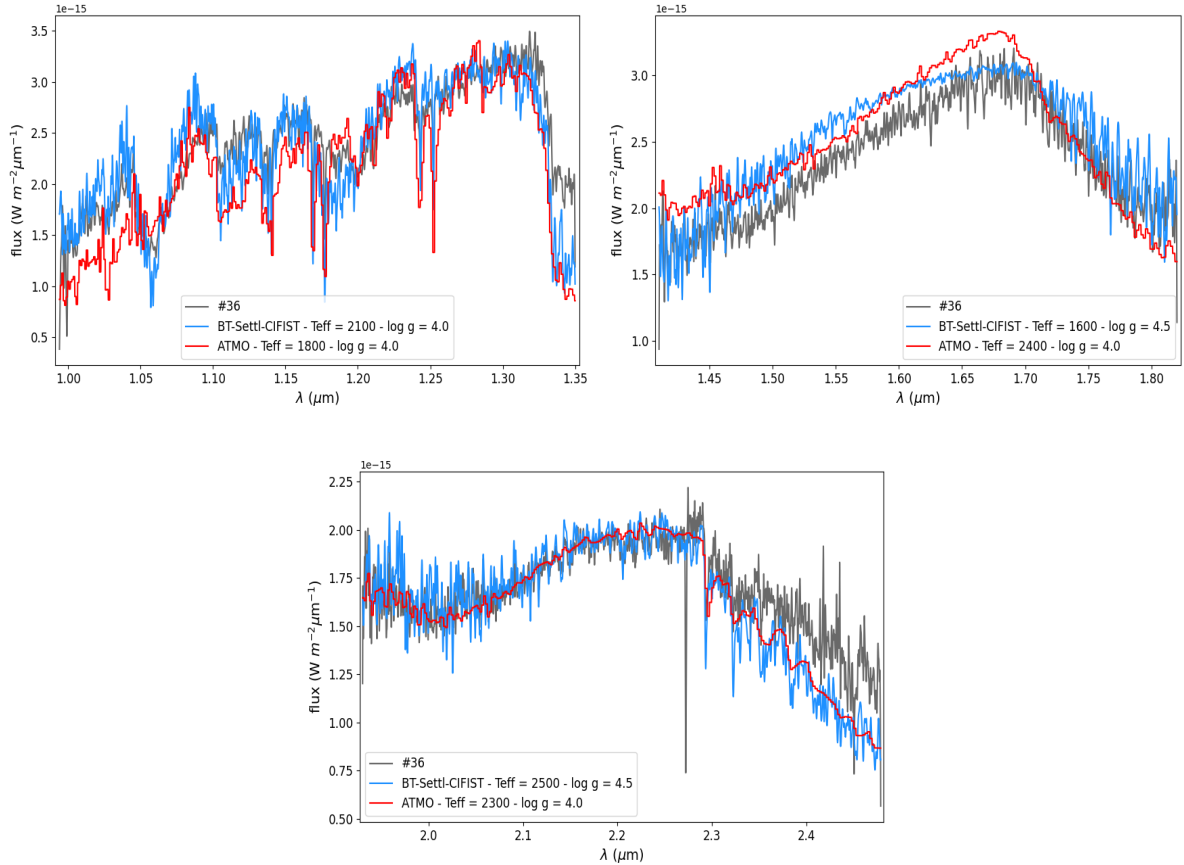 1e−15
3.5
3.0
2.5
2.0
1.5
1.0
0.5
flux (W m−2μm−1)
#36
BT-Settl-CIFIST - Teff = 2100 - log g = 4.0
ATMO - Teff = 1800 - log g = 4.0
1.00 1.05 1.10 1.15 1.20 1.25 1.30 1.35
λ (μm)
1e−15
3.0
2.5
2.0
1.5
1.0
flux (W m−2μm−1)
#36
BT-Settl-CIFIST - Teff = 1600 - log g = 4.5
ATMO - Teff = 2400 - log g = 4.0
1.45 1.50 1.55 1.60 1.65 1.70 1.75 1.80
λ (μm)
1e−15
2.25
2.00
1.75
1.50
1.25
1.00
0.75
0.50
flux (W m−2μm−1)
#36
BT-Settl-CIFIST - Teff = 2500 - log g = 4.5
ATMO - Teff = 2300 - log g = 4.0
2.0 2.1 2.2 2.3 2.4
λ (μm)